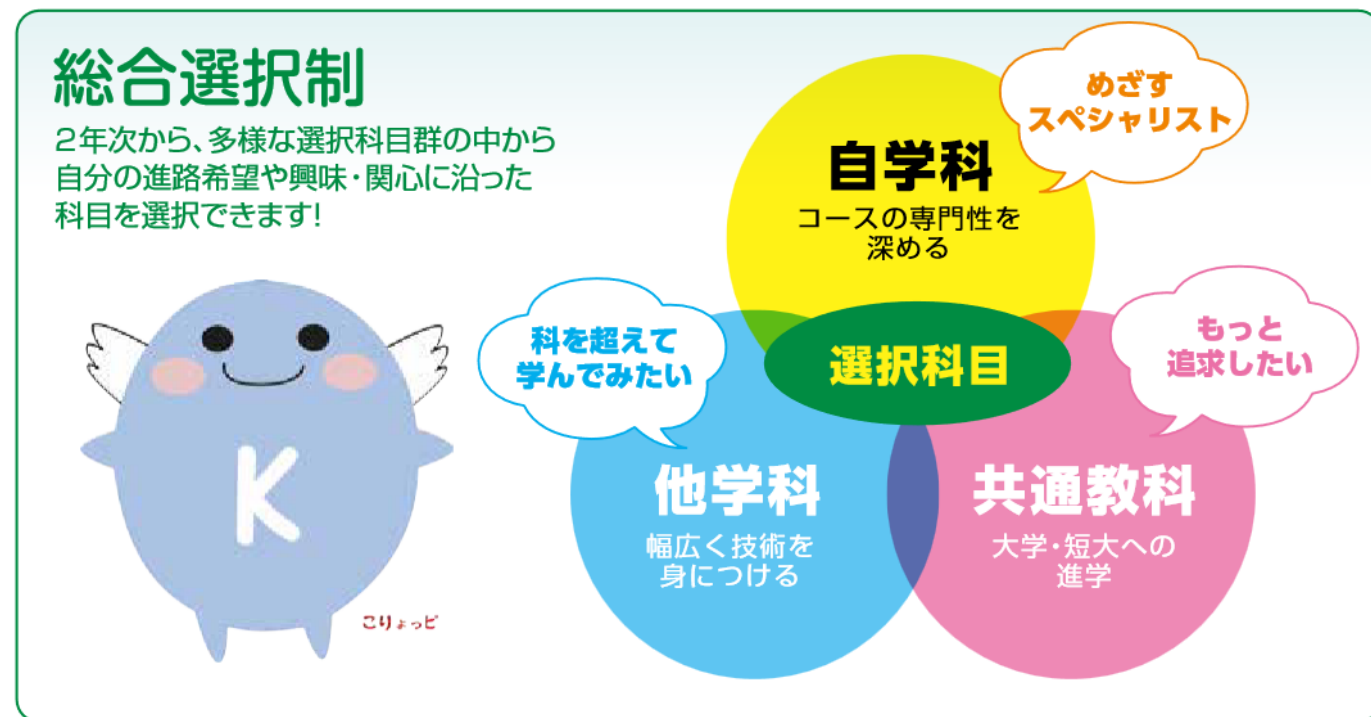 総合選択制
2年次から、多様な選択科目群の中から
自分の進路希望や興味・関心に沿った
科目を選択できます!
めざす
スペシャリスト
自学科
コースの専門性を
深める
科を超えて
学んでみたい
選択科目
もっと
追求したい
K
他学科
幅広く技術を
身につける
共通教科
大学・短大への
進学
こりょっピ